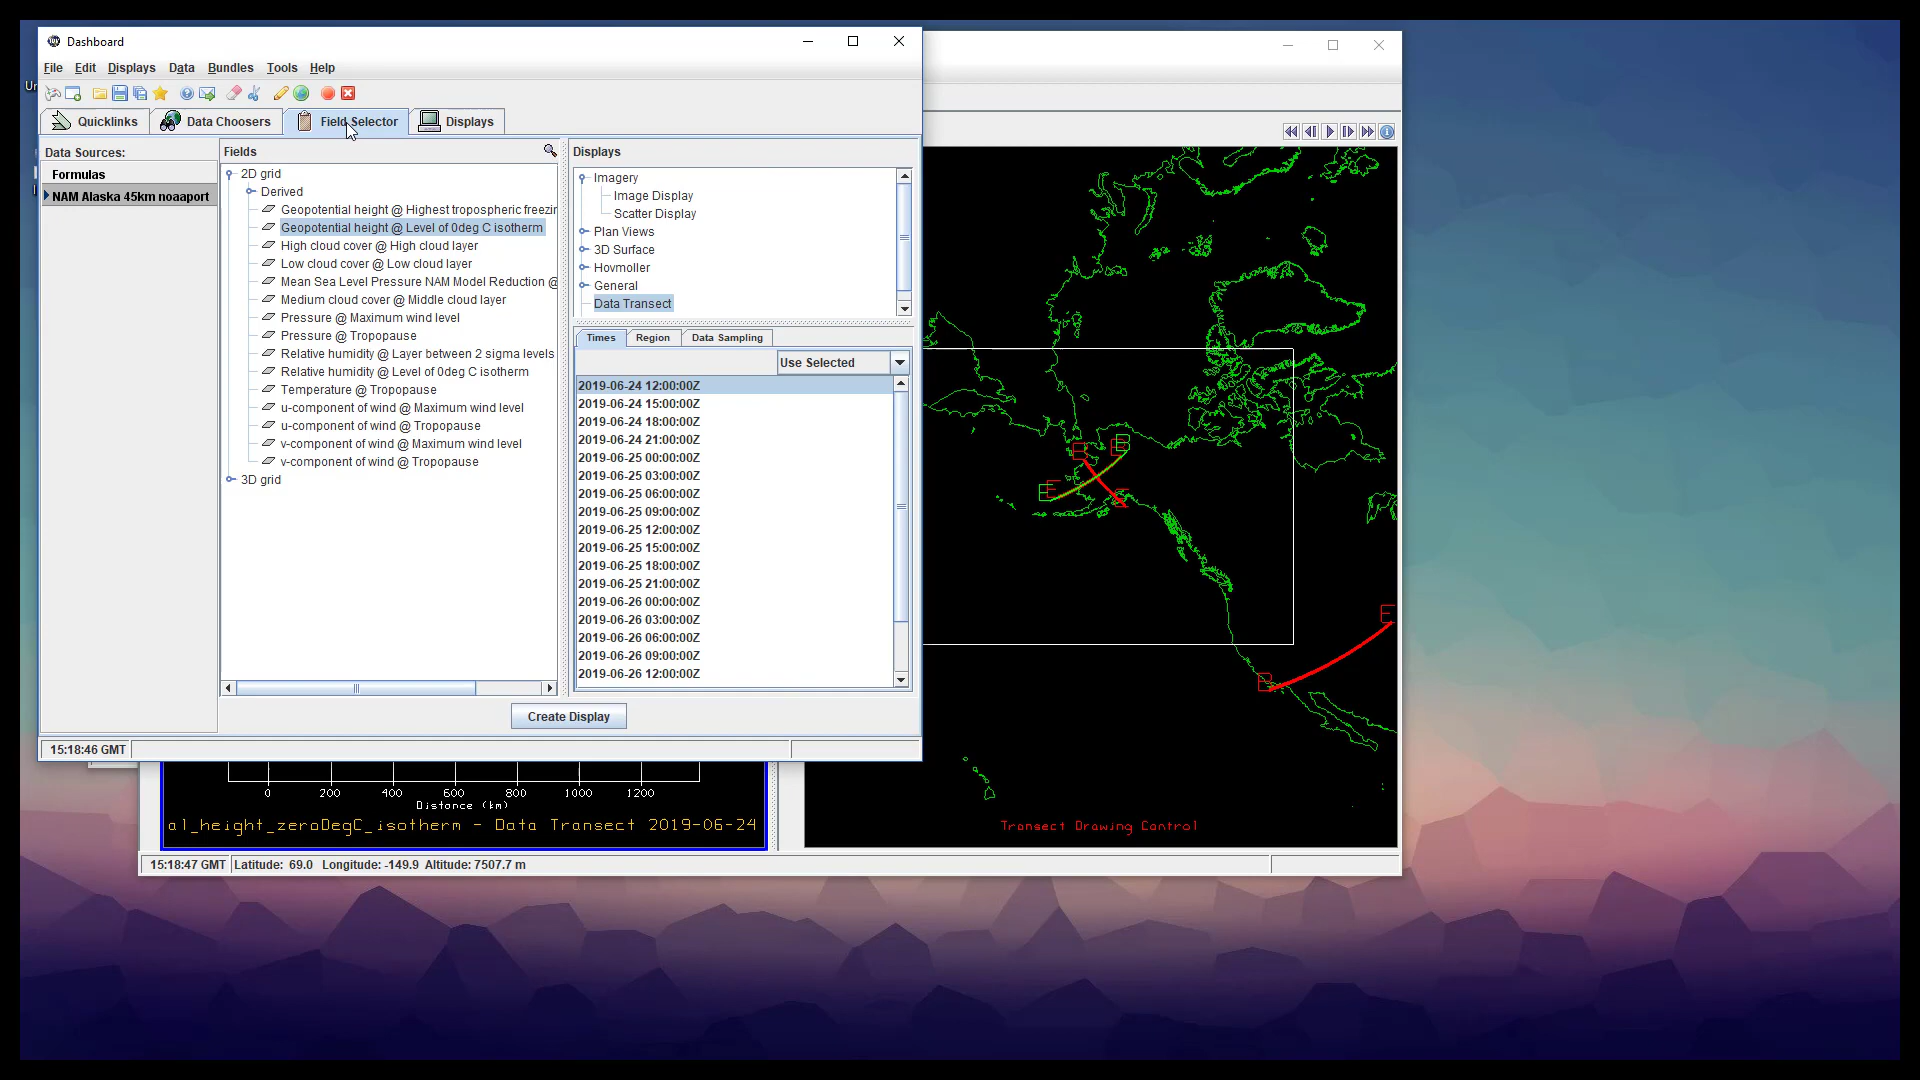 Dashboard
File Edit Displays Data Bundles Tools Help
Quicklinks Data Choosers Field Selector Displays
Data Sources:
Formulas
NAM Alaska 45km noaaport
Fields
2D grid
Derived
Geopotential height @ Highest tropospheric freezin
Geopotential height @ Level of 0deg C isotherm
High cloud cover @ High cloud layer
Low cloud cover @ Low cloud layer
Mean Sea Level Pressure NAM Model Reduction @
Medium cloud cover @ Middle cloud layer
Pressure @ Maximum wind level
Pressure @ Tropopause
Relative humidity @ Layer between 2 sigma levels
Relative humidity @ Level of 0deg C isotherm
Temperature @ Tropopause
u-component of wind @ Maximum wind level
u-component of wind @ Tropopause
v-component of wind @ Maximum wind level
v-component of wind @ Tropopause
3D grid
Displays
Imagery
Image Display
Scatter Display
Plan Views
3D Surface
Hovmoller
General
Data Transect
Times Region Data Sampling
Use Selected
2019-06-24 12:00:00Z
2019-06-24 15:00:00Z
2019-06-24 18:00:00Z
2019-06-24 21:00:00Z
2019-06-25 00:00:00Z
2019-06-25 03:00:00Z
2019-06-25 06:00:00Z
2019-06-25 09:00:00Z
2019-06-25 12:00:00Z
2019-06-25 15:00:00Z
2019-06-25 18:00:00Z
2019-06-25 21:00:00Z
2019-06-26 00:00:00Z
2019-06-26 03:00:00Z
2019-06-26 06:00:00Z
2019-06-26 09:00:00Z
2019-06-26 12:00:00Z
Create Display
15:18:46 GMT
B B
E E E
E
B
0 200 400 600 800 1000 1200
Distance (km)
al_height_zeroDegC_isotherm - Data Transect 2019-06-24
Transect Drawing Control
15:18:47 GMT Latitude: 69.0 Longitude: -149.9 Altitude: 7507.7 m